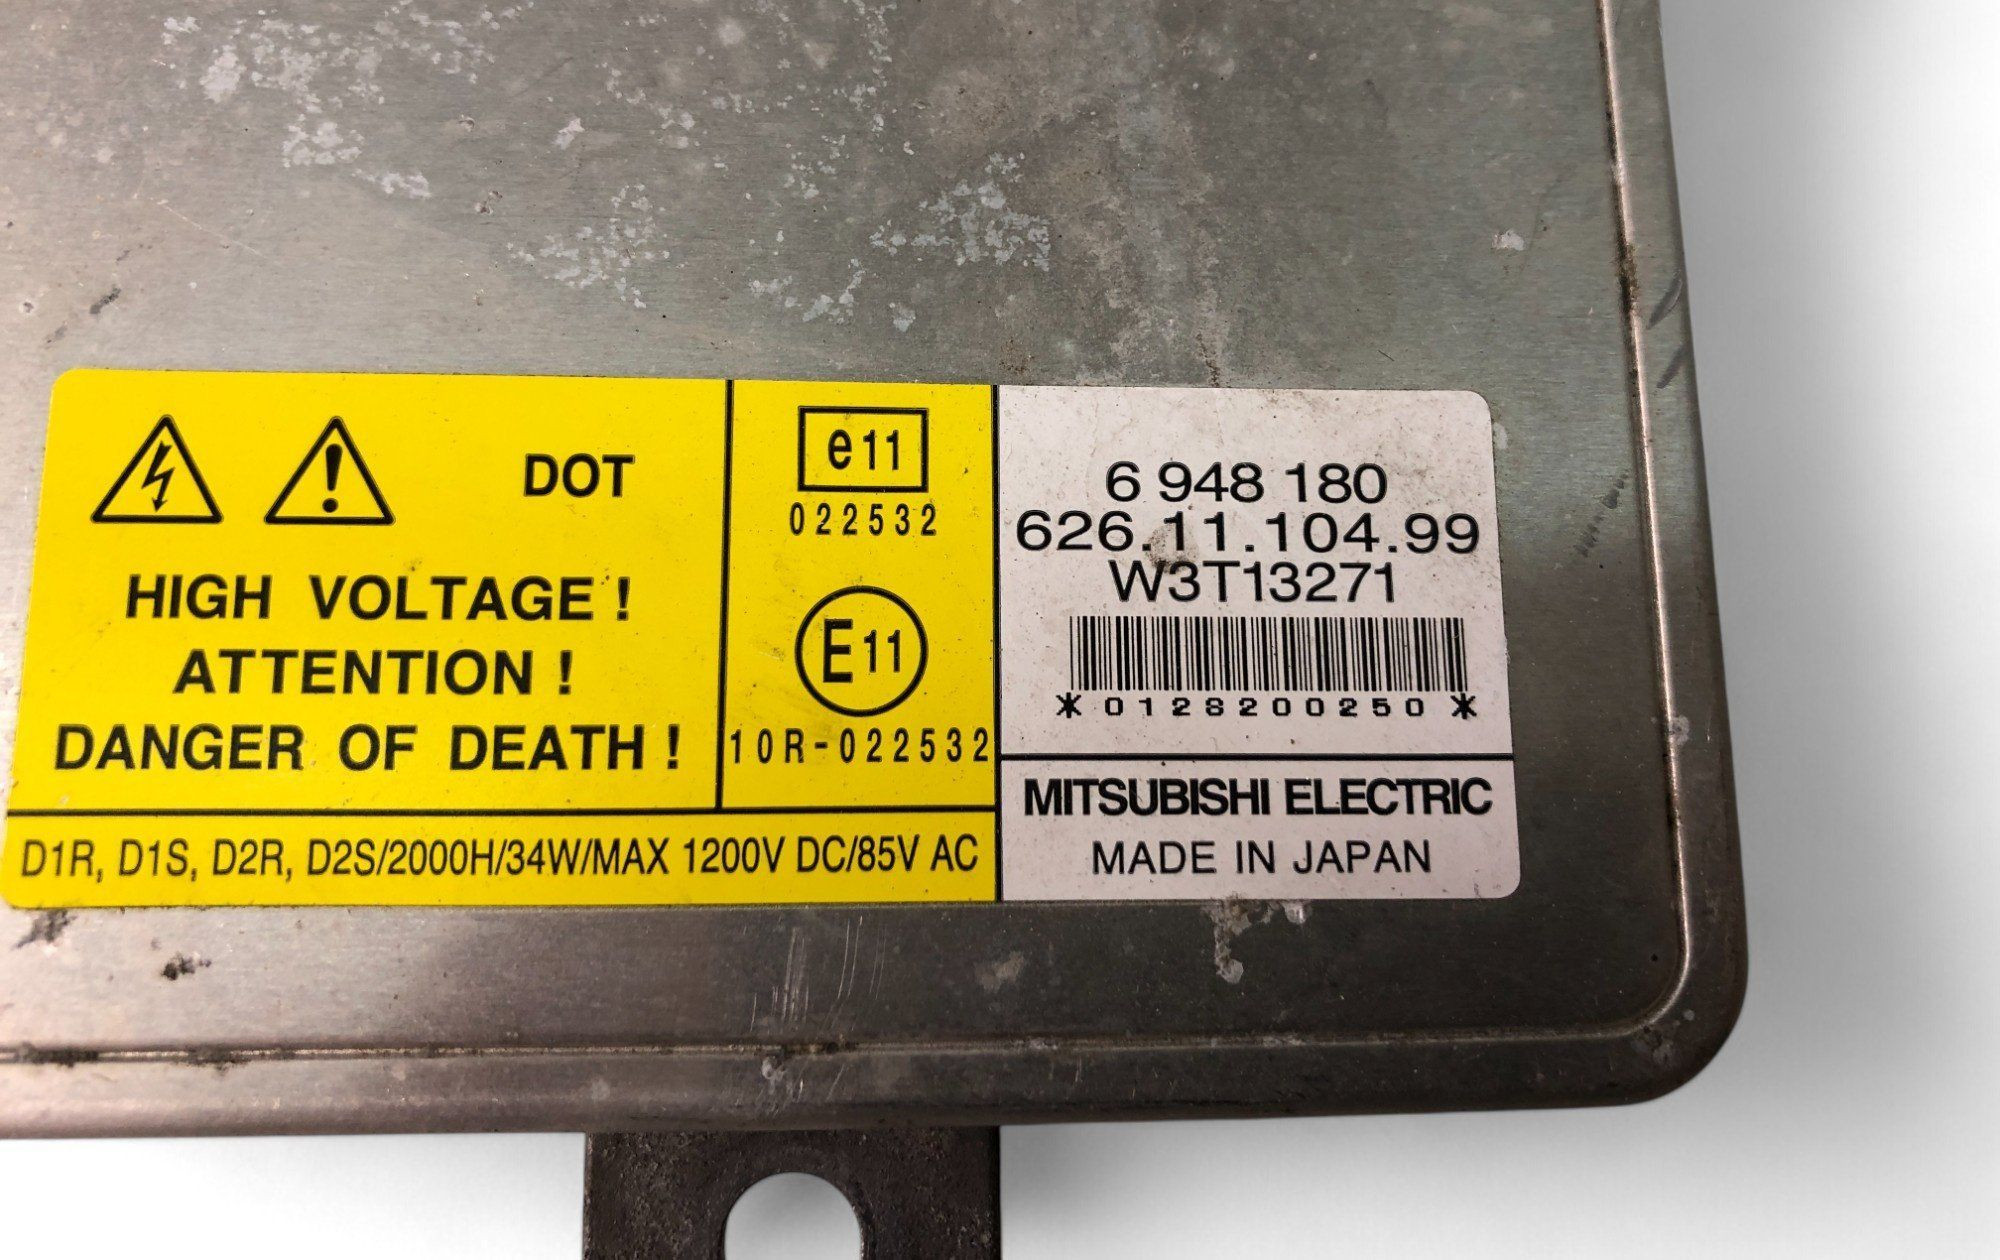 DOT
HIGH VOLTAGE !
ATTENTION !
DANGER OF DEATH !
e11
022532
E11
10R-022532
D1R, D1S, D2R, D2S/2000H/34W/MAX 1200V DC/85V AC
6 948 180
626.11.104.99
W3T13271
*0128200250*
MITSUBISHI ELECTRIC
MADE IN JAPAN